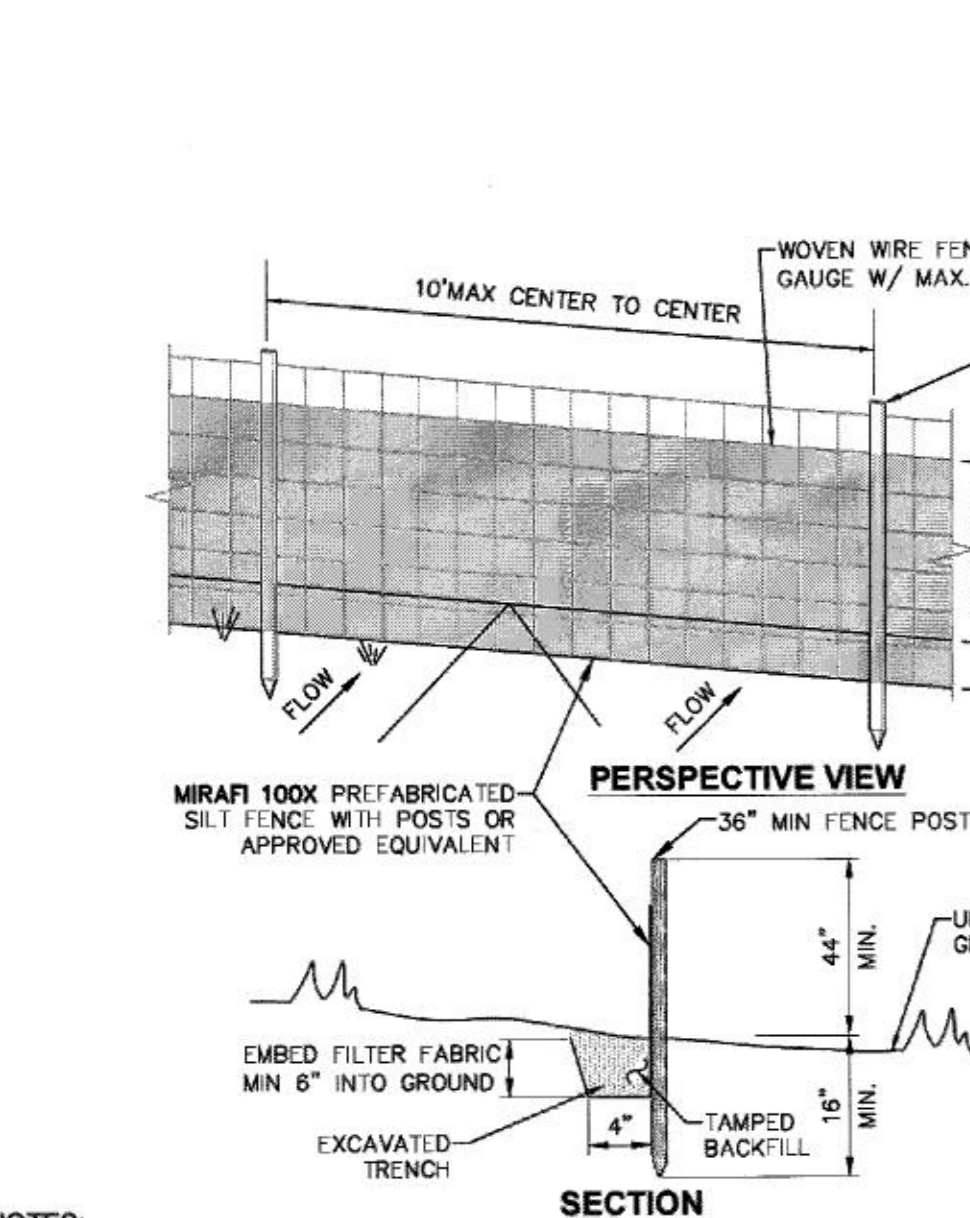 WOVEN WIRE
GAUGE W/ MAX.
10'MAX CENTER TO CENTER
FLOW
FLOW
PERSPECTIVE VIEW
MIRAFI 100X PREFABRICATED
SILT FENCE WITH POSTS OR
APPROVED EQUIVALENT
36" MIN FENCE POST
44"
MIN.
EMBED FILTER FABRIC
MIN 6" INTO GROUND
4"
TAMPED
BACKFILL
16"
MIN.
EXCAVATED
TRENCH
SECTION